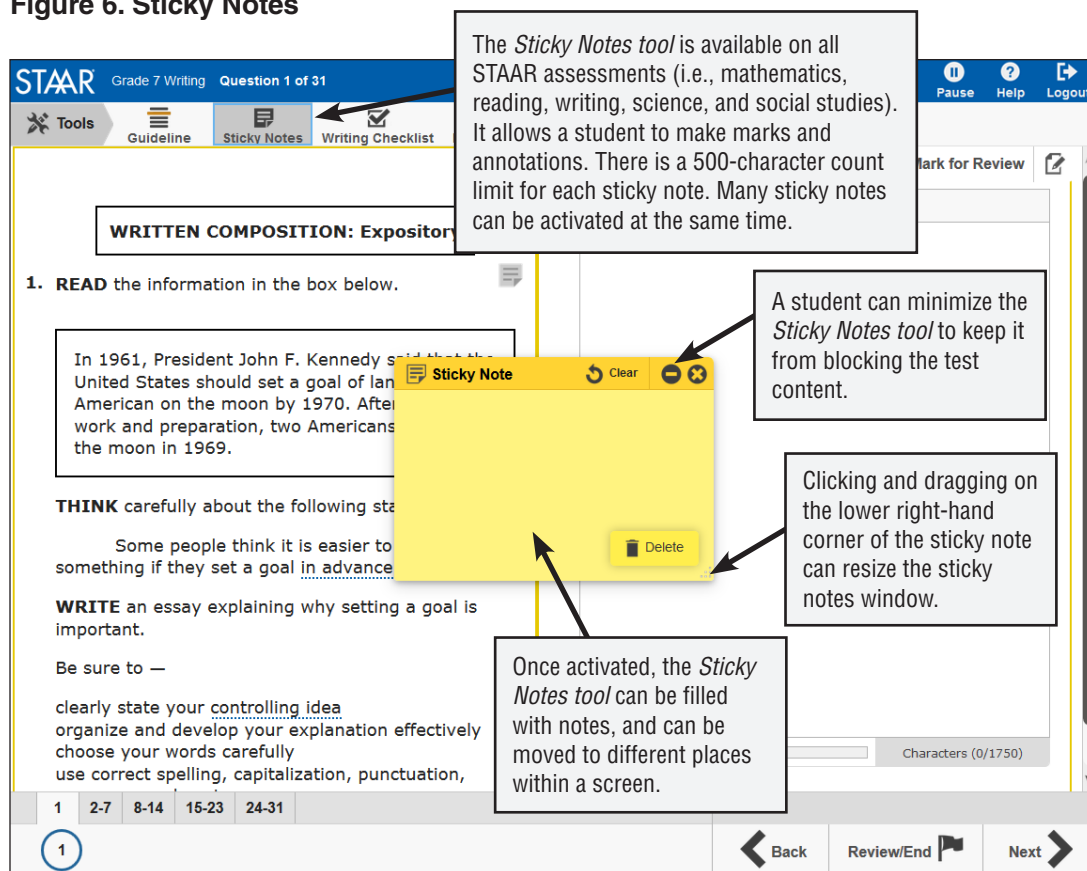 Figure 6. Sticky Notes
The Sticky Notes tool is available on all
STAAR assessments (i.e., mathematics,
reading, writing, science, and social studies).
It allows a student to make marks and
annotations. There is a 500-character count
limit for each sticky note. Many sticky notes
can be activated at the same time.
STAAR Grade 7 Writing Question 1 of 31
Pause Help Logout
Tools
Guideline Sticky Notes Writing Checklist
Mark for Review
WRITTEN COMPOSITION: Expository
1. READ the information in the box below.
In 1961, President John F. Kennedy said that the
United States should set a goal of
American on the moon by 1970. After
work and preparation, two Americans
the moon in 1969.
THINK carefully about the following
Some people think it is easier to
something if they set a goal in advance
WRITE an essay explaining why setting a goal is
important.
Be sure to —
clearly state your controlling idea
organize and develop your explanation effectively
choose your words carefully
use correct spelling, capitalization, punctuation,
Sticky Note Clear
Delete
A student can minimize the
Sticky Notes tool to keep it
from blocking the test
content.
Clicking and dragging on
the lower right-hand
corner of the sticky note
can resize the sticky
notes window.
Once activated, the Sticky
Notes tool can be filled
with notes, and can be
moved to different places
within a screen.
Characters (0/1750)
1 2-7 8-14 15-23 24-31
1
Back Review/End Next